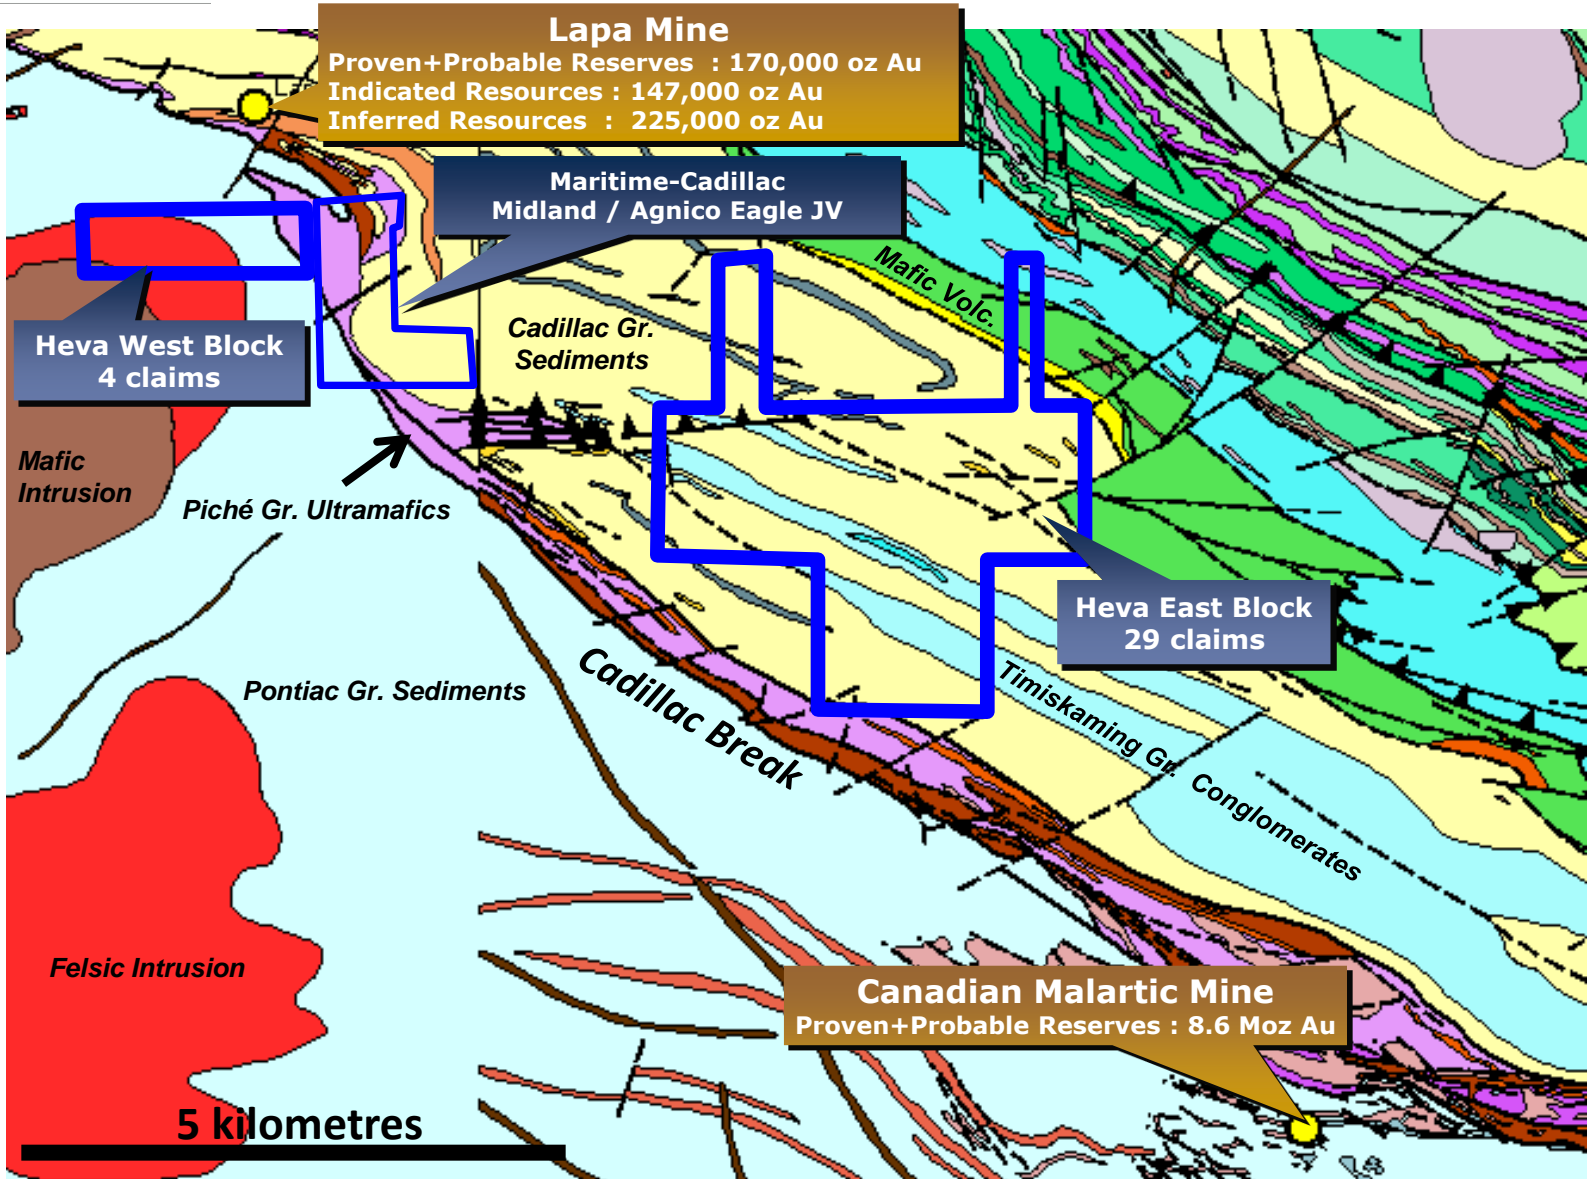 Lapa Mine
Proven+Probable Reserves : 170,000 oz Au
Indicated Resources : 147,000 oz Au
Inferred Resources : 225,000 oz Au
Maritime-Cadillac
Midland / Agnico Eagle JV
Mafic Volc.
Heva West Block
4 claims
Cadillac Gr.
Sediments
Mafic
Intrusion
Piché Gr. Ultramafics
Heva East Block
29 claims
Cadillac Break
Pontiac Gr. Sediments
Timiskaming Gr. Conglomerates
Felsic Intrusion
Canadian Malartic Mine
Proven+Probable Reserves : 8.6 Moz Au
5 kilometres